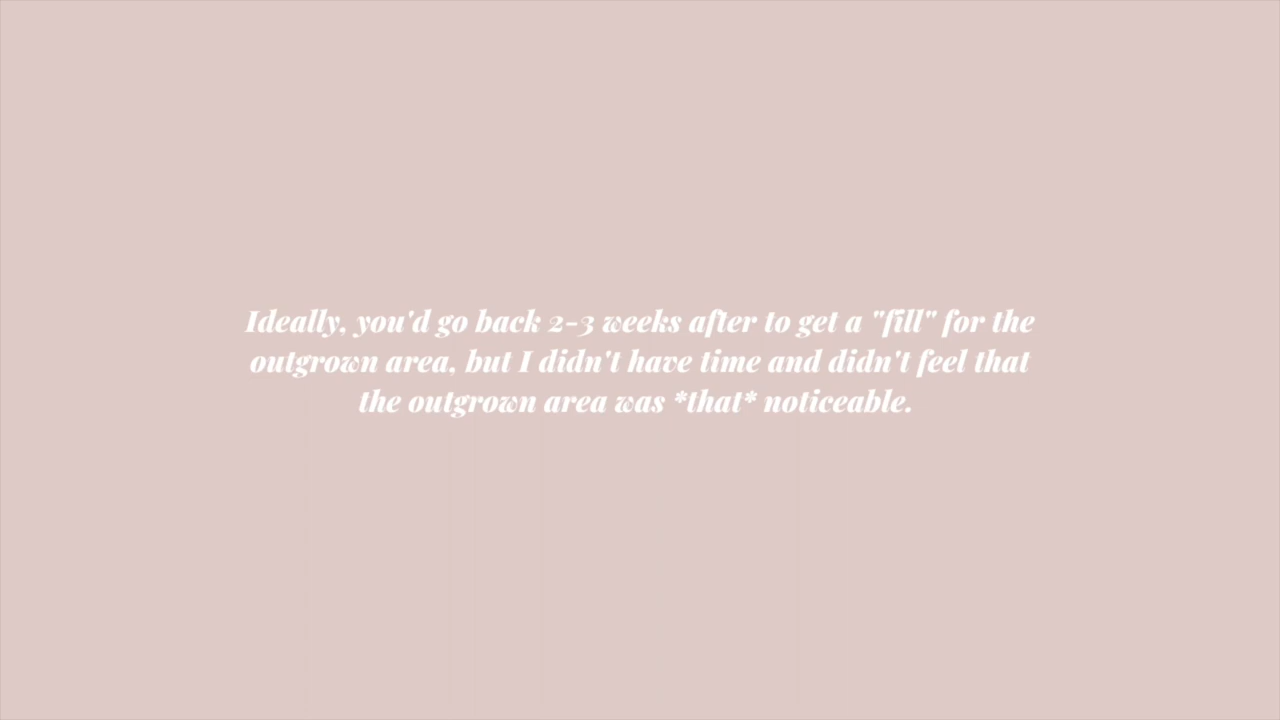 Ideally, you'd go back 2-3 weeks after to get a "fill" for the
outgrown area, but I didn't have time and didn't feel that
the outgrown area was *that* noticeable.